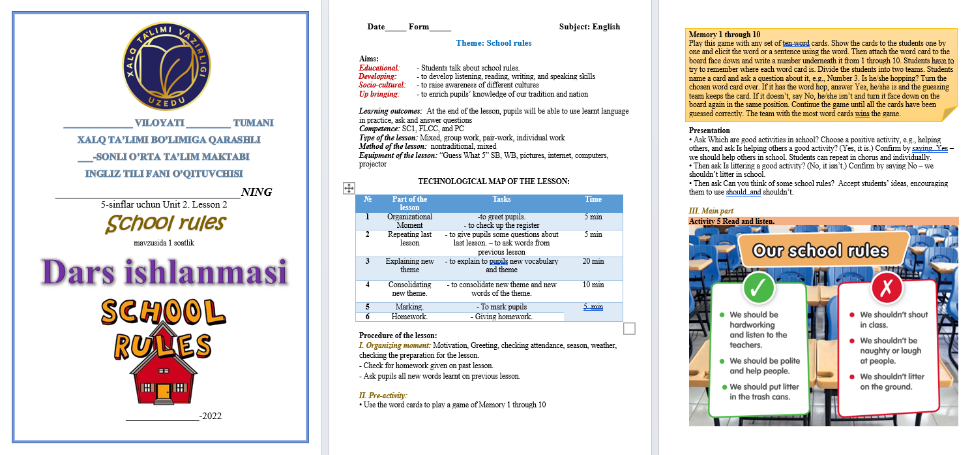 XALQ TA'LIMI VAZIRLIGI
UZEDU
____________ VILOYATI ________ TUMANI
XALQ TA'LIMI BO'LIMIGA QARASHLI
___-SONLI O'RTA TA'LIM MAKTABI
INGLIZ TILI FANI O'QITUVCHISI
______________________________NING
5-sinflar uchun Unit 2. Lesson 2
School rules
mavzusida 1 soatlik
Dars ishlanmasi
SCHOOL
RULES
_______________-2022
Date_____ Form_____ Subject: English
Theme: School rules
Aims:
Educational: - Students talk about school rules.
Developing: - to develop listening, reading, writing, and speaking skills
Socio-cultural: - to raise awareness of different cultures
Up bringing: - to enrich pupils' knowledge of our tradition and nation
Learning outcomes: At the end of the lesson, pupils will be able to use learnt language
in practice, ask and answer questions
Competence: SC1, FLCC, and PC
Type of the lesson: Mixed, group work, pair-work, individual work
Method of the lesson: nontraditional, mixed
Equipment of the lesson: "Guess What 5" SB, WB, pictures, internet, computers,
projector
TECHNOLOGICAL MAP OF THE LESSON:
№ Part of the lesson Tasks Time
1 Organizational Moment -to greet pupils. - to check up the register 5 min
2 Repeating last lesson - to give pupils some questions about last lesson. – to ask words from previous lesson 5 min
3 Explaining new theme - to explain to pupils new vocabulary and theme 20 min
4 Consolidating new theme. - to consolidate new theme and new words of the theme. 10 min
5 Marking. - To mark pupils 5 min
6 Homework. - Giving homework.
Procedure of the lesson:
I. Organizing moment: Motivation, Greeting, checking attendance, season, weather,
checking the preparation for the lesson.
- Check for homework given on past lesson.
- Ask pupils all new words learnt on previous lesson.
II. Pre-activity:
• Use the word cards to play a game of Memory 1 through 10
Memory 1 through 10
Play this game with any set of ten word cards. Show the cards to the students one by
one and elicit the word or a sentence using the word. Then attach the word card to the
board face down and write a number underneath it from 1 through 10. Students have to
try to remember where each word card is. Divide the students into two teams. Students
name a card and ask a question about it, e.g., Number 3. Is he/she hopping? Turn the
chosen word card over. If it has the word hop, answer Yes, he/she is and the guessing
team keeps the card. If it doesn't, say No, he/she isn't and turn it face down on the
board again in the same position. Continue the game until all the cards have been
guessed correctly. The team with the most word cards wins the game.
Presentation
• Ask Which are good activities in school? Choose a positive activity, e.g., helping
others, and ask Is helping others a good activity? (Yes, it is.) Confirm by saying Yes –
we should help others in school. Students can repeat in chorus and individually.
• Then ask Is littering a good activity? (No, it isn't.) Confirm by saying No – we
shouldn't litter in school.
• Then ask Can you think of some school rules? Accept students' ideas, encouraging
them to use should and shouldn't.
III. Main part
Activity 5 Read and listen.
Our school rules
• We should be
hardworking
and listen to the
teachers.
• We should be polite
and help people.
• We should put litter
in the trash cans.
• We shouldn't shout
in class.
• We shouldn't be
naughty or laugh
at people.
• We shouldn't litter
on the ground.